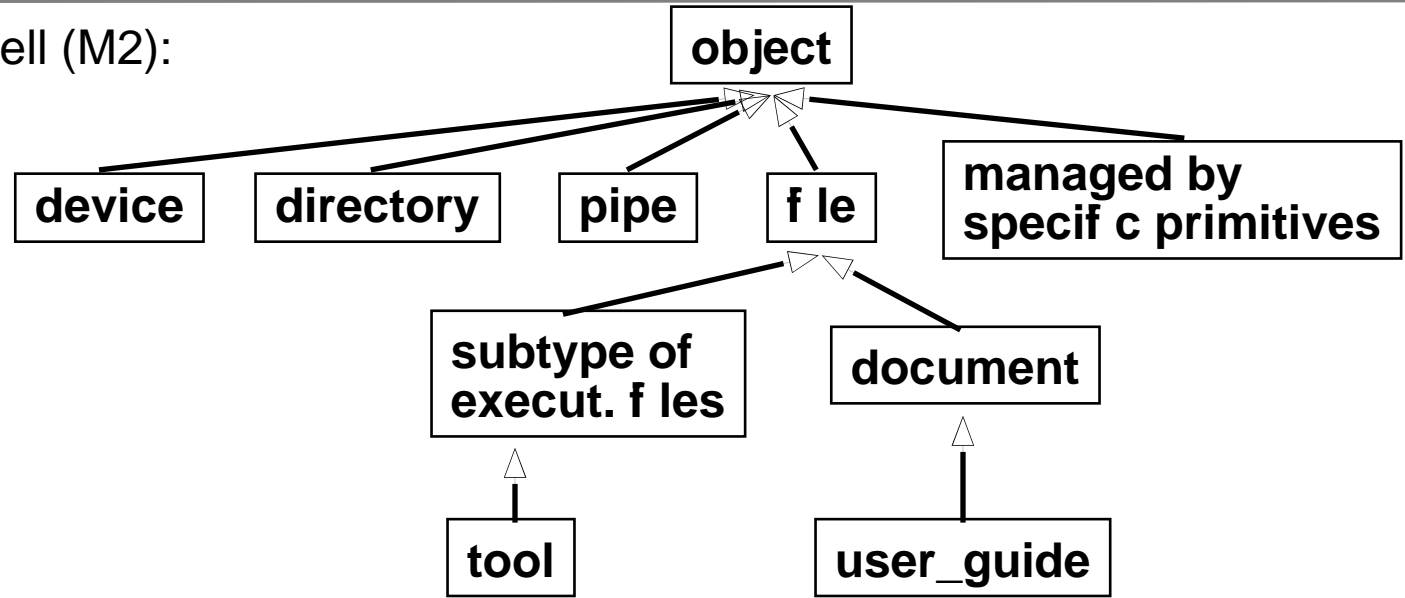 ell (M2):
object
device
directory
pipe
f le
managed by
specif c primitives
subtype of
execut. f les
document
tool
user_guide